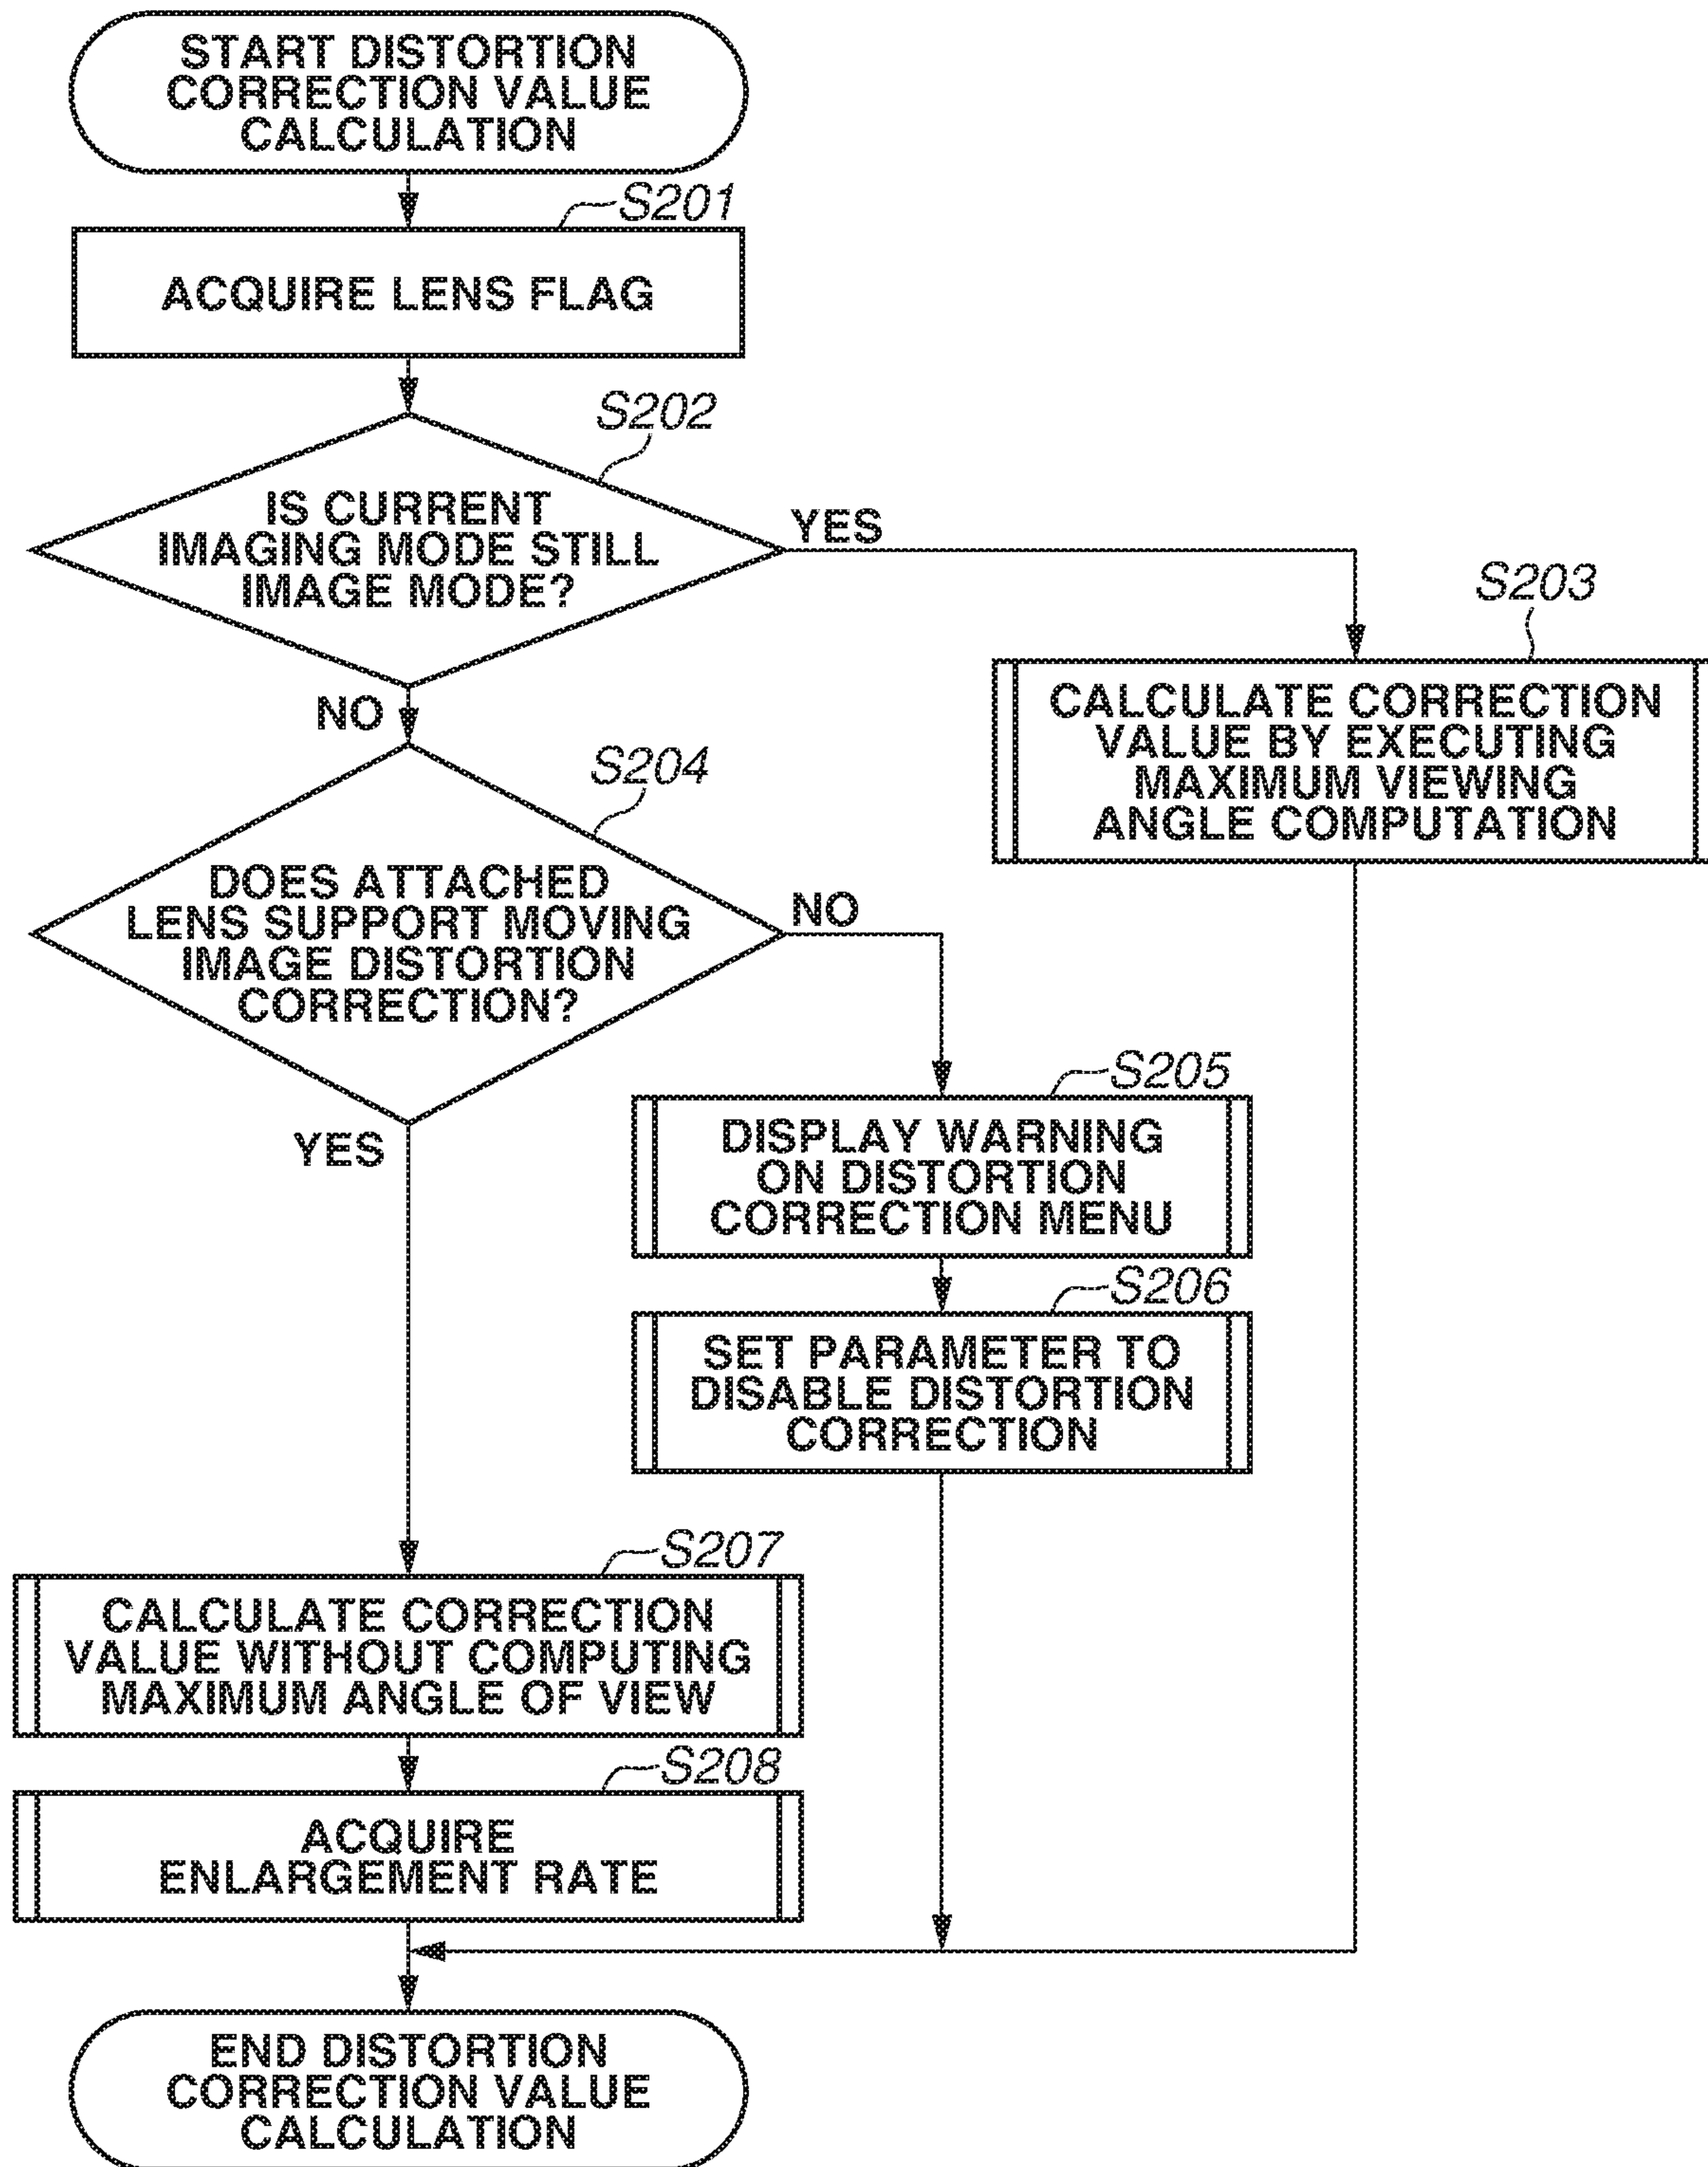 START DISTORTION
CORRECTION VALUE
CALCULATION
S201
ACQUIRE LENS FLAG
S202
IS CURRENT
IMAGING MODE STILL
IMAGE MODE?
YES
NO
S203
CALCULATE CORRECTION
VALUE BY EXECUTING
MAXIMUM VIEWING
ANGLE COMPUTATION
S204
DOES ATTACHED
LENS SUPPORT MOVING
IMAGE DISTORTION
CORRECTION?
NO
YES
S205
DISPLAY WARNING
ON DISTORTION
CORRECTION MENU
S206
SET PARAMETER TO
DISABLE DISTORTION
CORRECTION
S207
CALCULATE CORRECTION
VALUE WITHOUT COMPUTING
MAXIMUM ANGLE OF VIEW
S208
ACQUIRE
ENLARGEMENT RATE
END DISTORTION
CORRECTION VALUE
CALCULATION